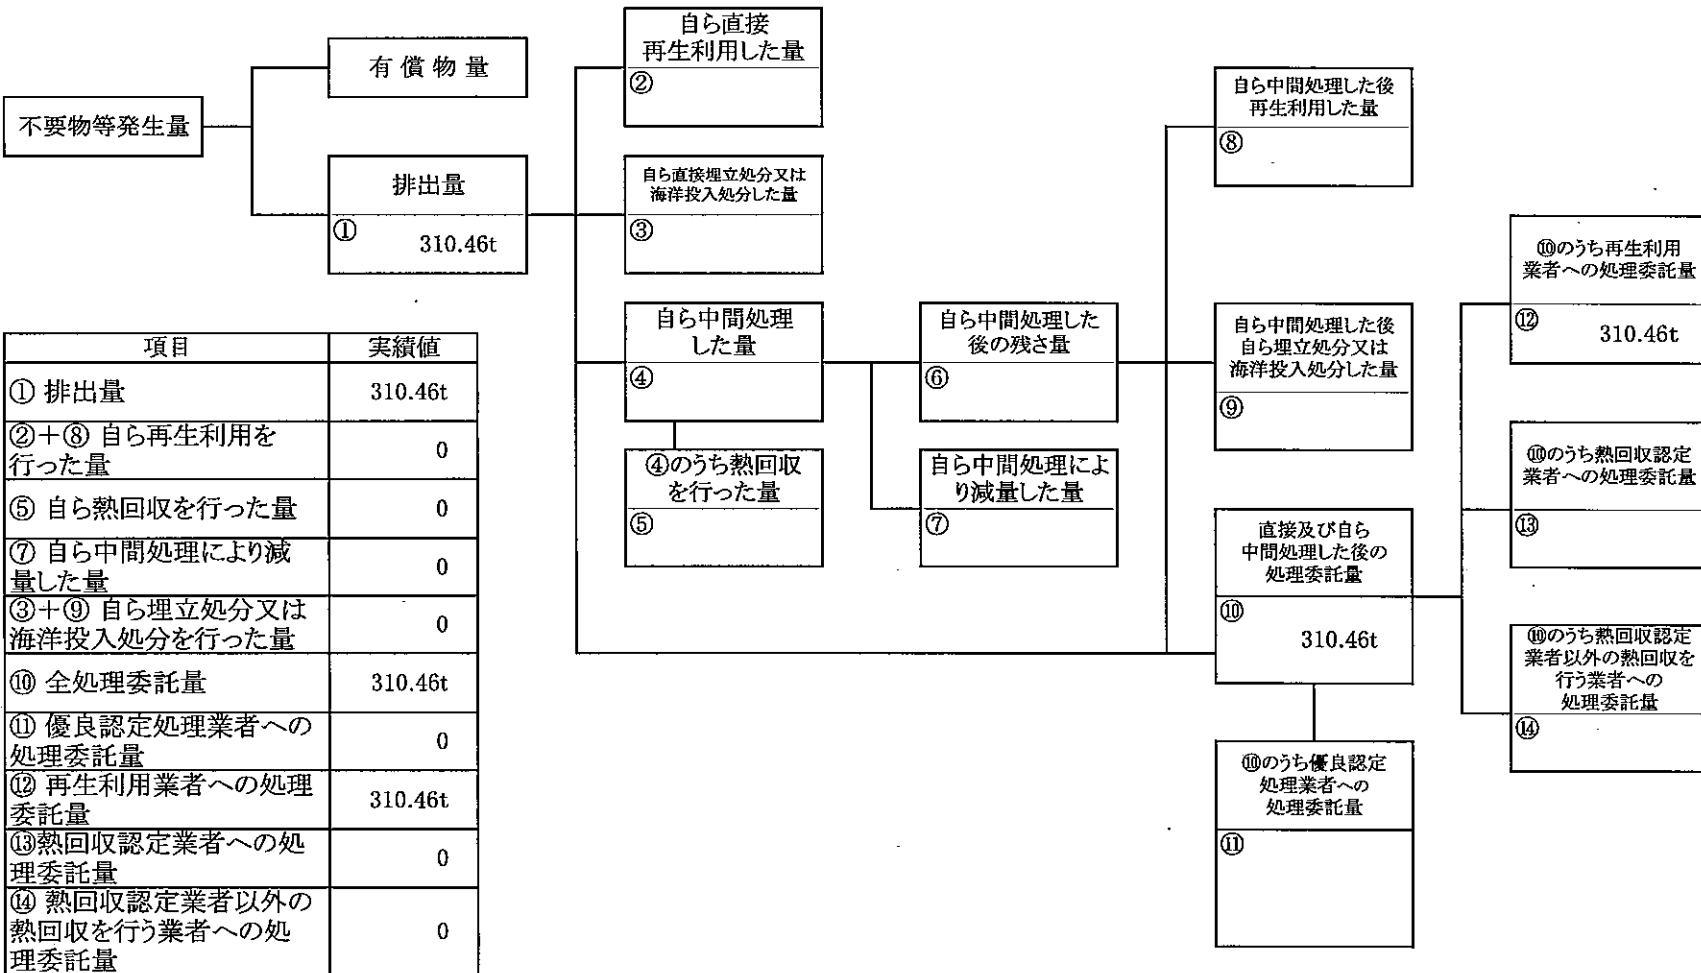 不要物等発生量
有償物量
排出量
①
310.46t
自ら直接
再生利用した量
②
自ら直接埋立処分又は
海洋投入処分した量
③
自ら中間処理
した量
④
④のうち熱回収
を行った量
⑤
自ら中間処理した
後の残さ量
⑥
自ら中間処理によ
り減量した量
⑦
自ら中間処理した後
再生利用した量
⑧
自ら中間処理した後
自ら埋立処分又は
海洋投入処分した量
⑨
直接及び自ら
中間処理した後の
処理委託量
⑩
310.46t
⑩のうち優良認定
処理業者への
処理委託量
⑪
⑩のうち再生利用
業者への処理委託量
⑫
310.46t
⑩のうち熱回収認定
業者への処理委託量
⑬
⑩のうち熱回収認定
業者以外の熱回収を
行う業者への
処理委託量
⑭
項目 実績値
① 排出量 310.46t
②+⑧ 自ら再生利用を
行った量 0
⑤ 自ら熱回収を行った量 0
⑦ 自ら中間処理により減
量した量 0
③+⑨ 自ら埋立処分又は
海洋投入処分を行った量 0
⑩ 全処理委託量 310.46t
⑪ 優良認定処理業者への
処理委託量 0
⑫ 再生利用業者への処理
委託量 310.46t
⑬熱回収認定業者への処
理委託量 0
⑭ 熱回収認定業者以外の
熱回収を行う業者への処
理委託量 0